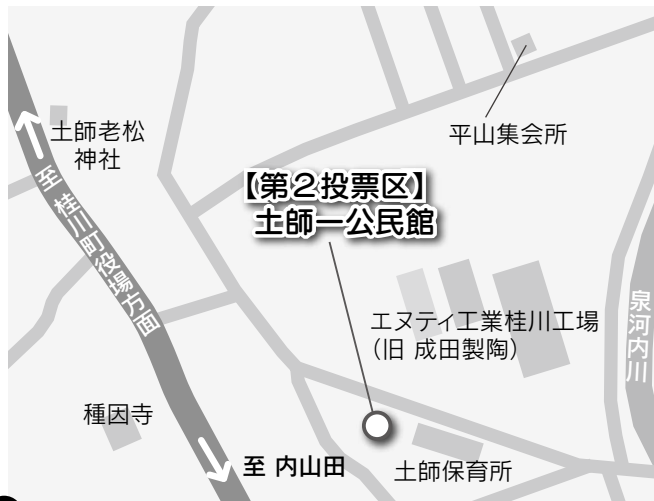 土師老松
神社
平山集会所
【第2投票区】
土師一公民館
至 桂川町役場方面
エヌティ工業桂川工場
（旧 成田製陶）
泉河内川
種因寺
至 内山田
土師保育所